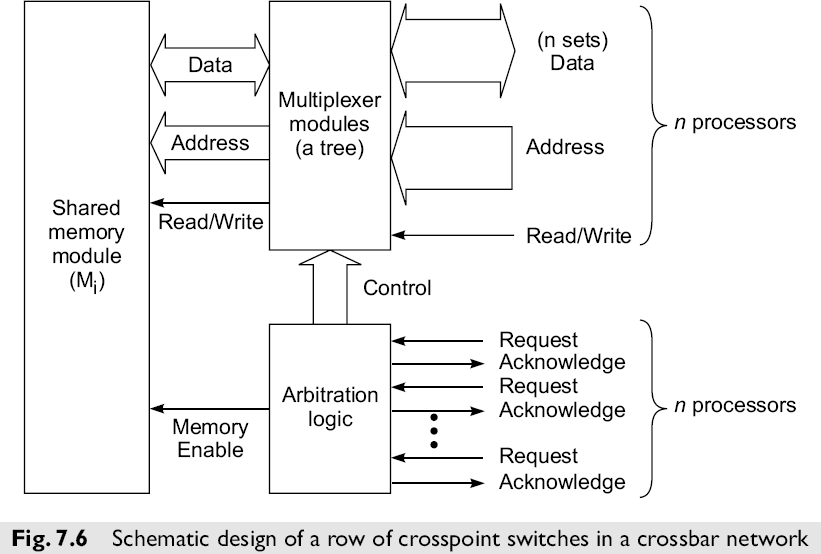 Shared
memory
module
(Mi)
Data
Address
Read/Write
Multiplexer
modules
(a tree)
(n sets)
Data
Address
Read/Write
n processors
Control
Arbitration
logic
Memory
Enable
Request
Acknowledge
Request
Acknowledge
Request
Acknowledge
n processors
Fig. 7.6 Schematic design of a row of crosspoint switches in a crossbar network